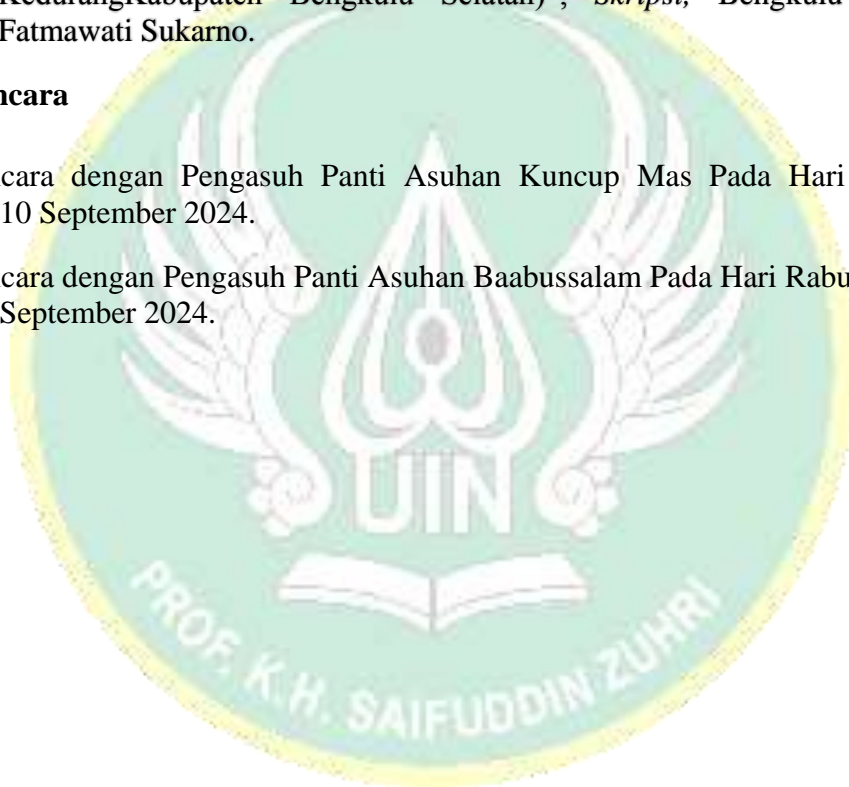 KedurangKabupaten Bengkulu Selatan)", Skripsi, Bengkulu
Fatmawati Sukarno.
ncara
cara dengan Pengasuh Panti Asuhan Kuncup Mas Pada Hari
10 September 2024.
cara dengan Pengasuh Panti Asuhan Baabussalam Pada Hari Rabu
September 2024.
UIN
PROF. K.H. SAIFUDDIN ZUHRI